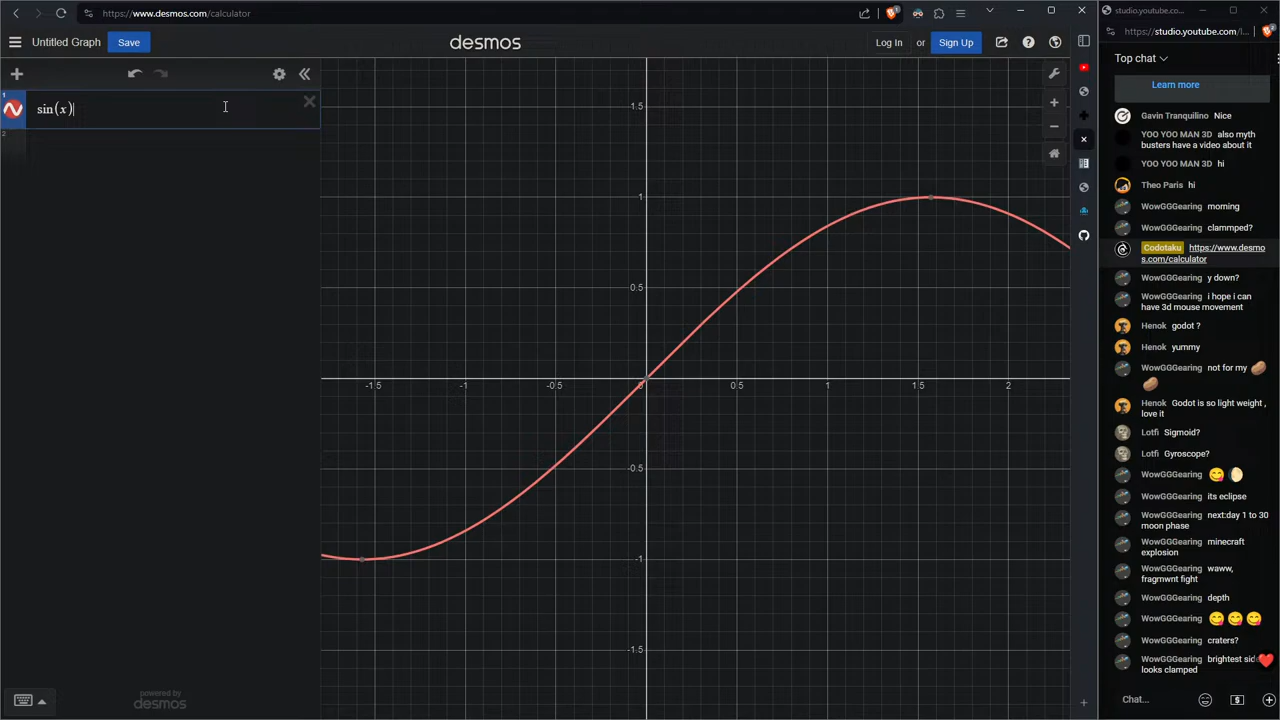 https://www.desmos.com/calculator
Untitled Graph
Save
desmos
Log In
or
Sign Up
1
sin(x)
2
powered by
desmos
1.5
1
0.5
-0.5
-1
-1.5
-1.5
-1
-0.5
0
0.5
1
1.5
2
studio.youtube.co...
https://studio.youtube.com/l...
Top chat
Learn more
Gavin Tranquilino Nice
YOO YOO MAN 3D also myth
busters have a video about it
YOO YOO MAN 3D hi
Theo Paris hi
WowGGGearing morning
WowGGGearing clammped?
Codotaku https://www.desmo
s.com/calculator
WowGGGearing y down?
WowGGGearing i hope i can
have 3d mouse movement
Henok godot ?
Henok yummy
WowGGGearing not for my
Henok Godot is so light weight ,
love it
Lotfi Sigmoid?
Lotfi Gyroscope?
WowGGGearing
WowGGGearing its eclipse
WowGGGearing next:day 1 to 30
moon phase
WowGGGearing minecraft
explosion
WowGGGearing waww,
fragmwnt fight
WowGGGearing depth
WowGGGearing
WowGGGearing craters?
WowGGGearing brightest side
looks clamped
Chat...